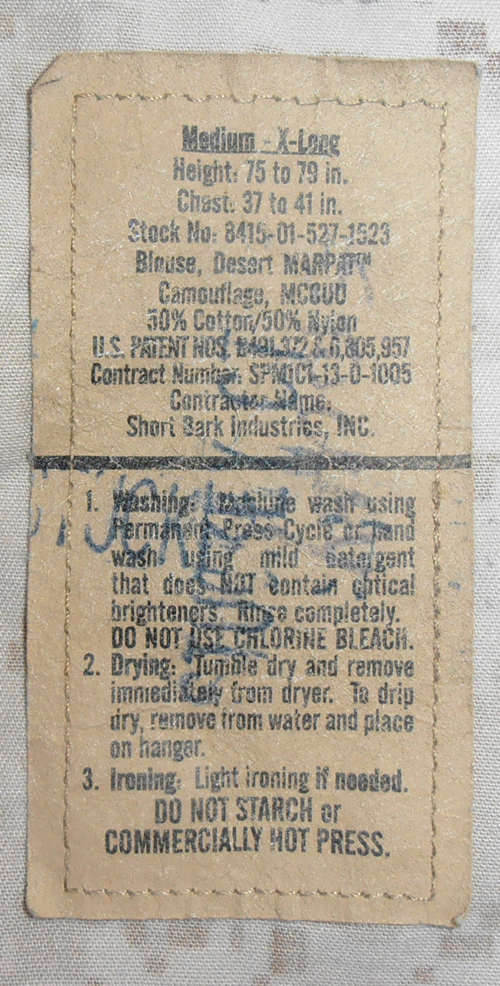 Medium - X-Long
Height: 75 to 79 in.
Chest: 37 to 41 in.
Stock No: 8415-01-527-1523
Blouse, Desert MARPAT™
Camouflage, MCCUU
50% Cotton/50% Nylon
U.S. PATENT NOS. D491,372 & 6,805,957
Contract Number: SPM1C1-13-D-1005
Contractor Name:
Short Bark Industries, INC.
1. Washing: Machine wash using
Permanent Press Cycle or hand
wash using mild detergent
that does NOT contain optical
brighteners. Rinse completely.
DO NOT USE CHLORINE BLEACH.
2. Drying: Tumble dry and remove
immediately from dryer. To drip
dry, remove from water and place
on hanger.
3. Ironing: Light ironing if needed.
DO NOT STARCH or
COMMERCIALLY HOT PRESS.